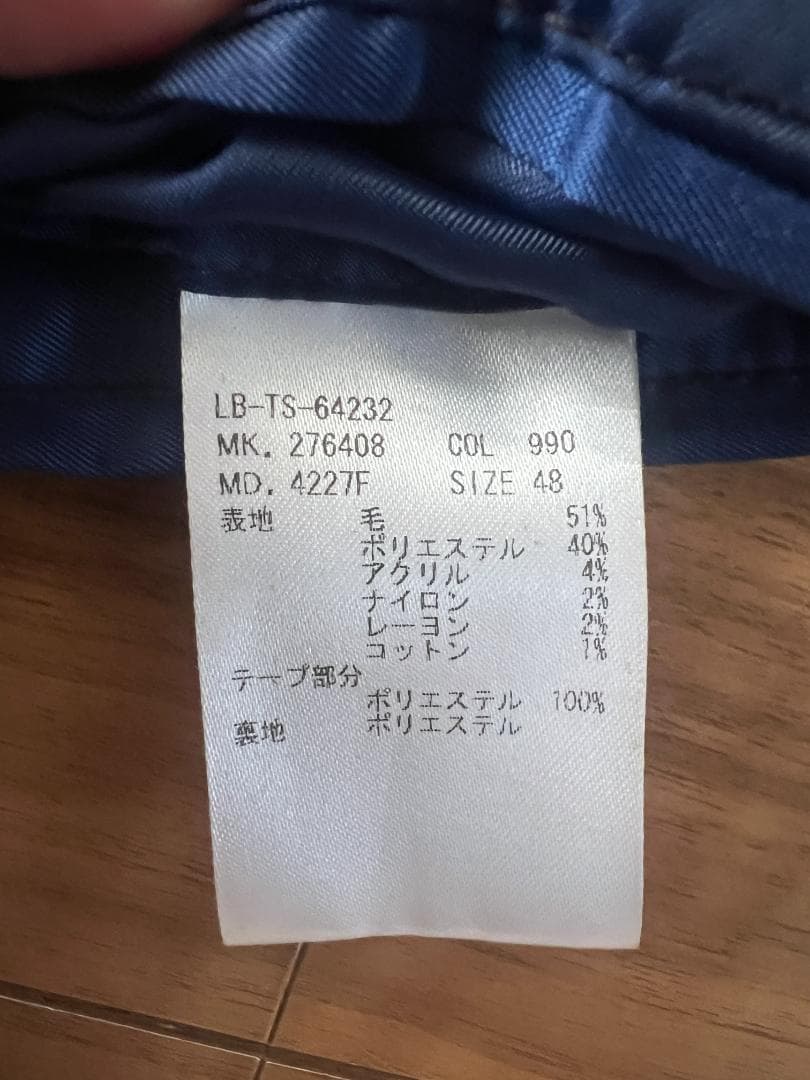 LB-TS-64232
MK. 276408 COL 990
MD. 4227F SIZE 48
表地 毛 51%
ポリエステル 40%
アクリル 4%
ナイロン 2%
レーヨン 2%
コットン 1%
テープ部分
ポリエステル 100%
裏地 ポリエステル